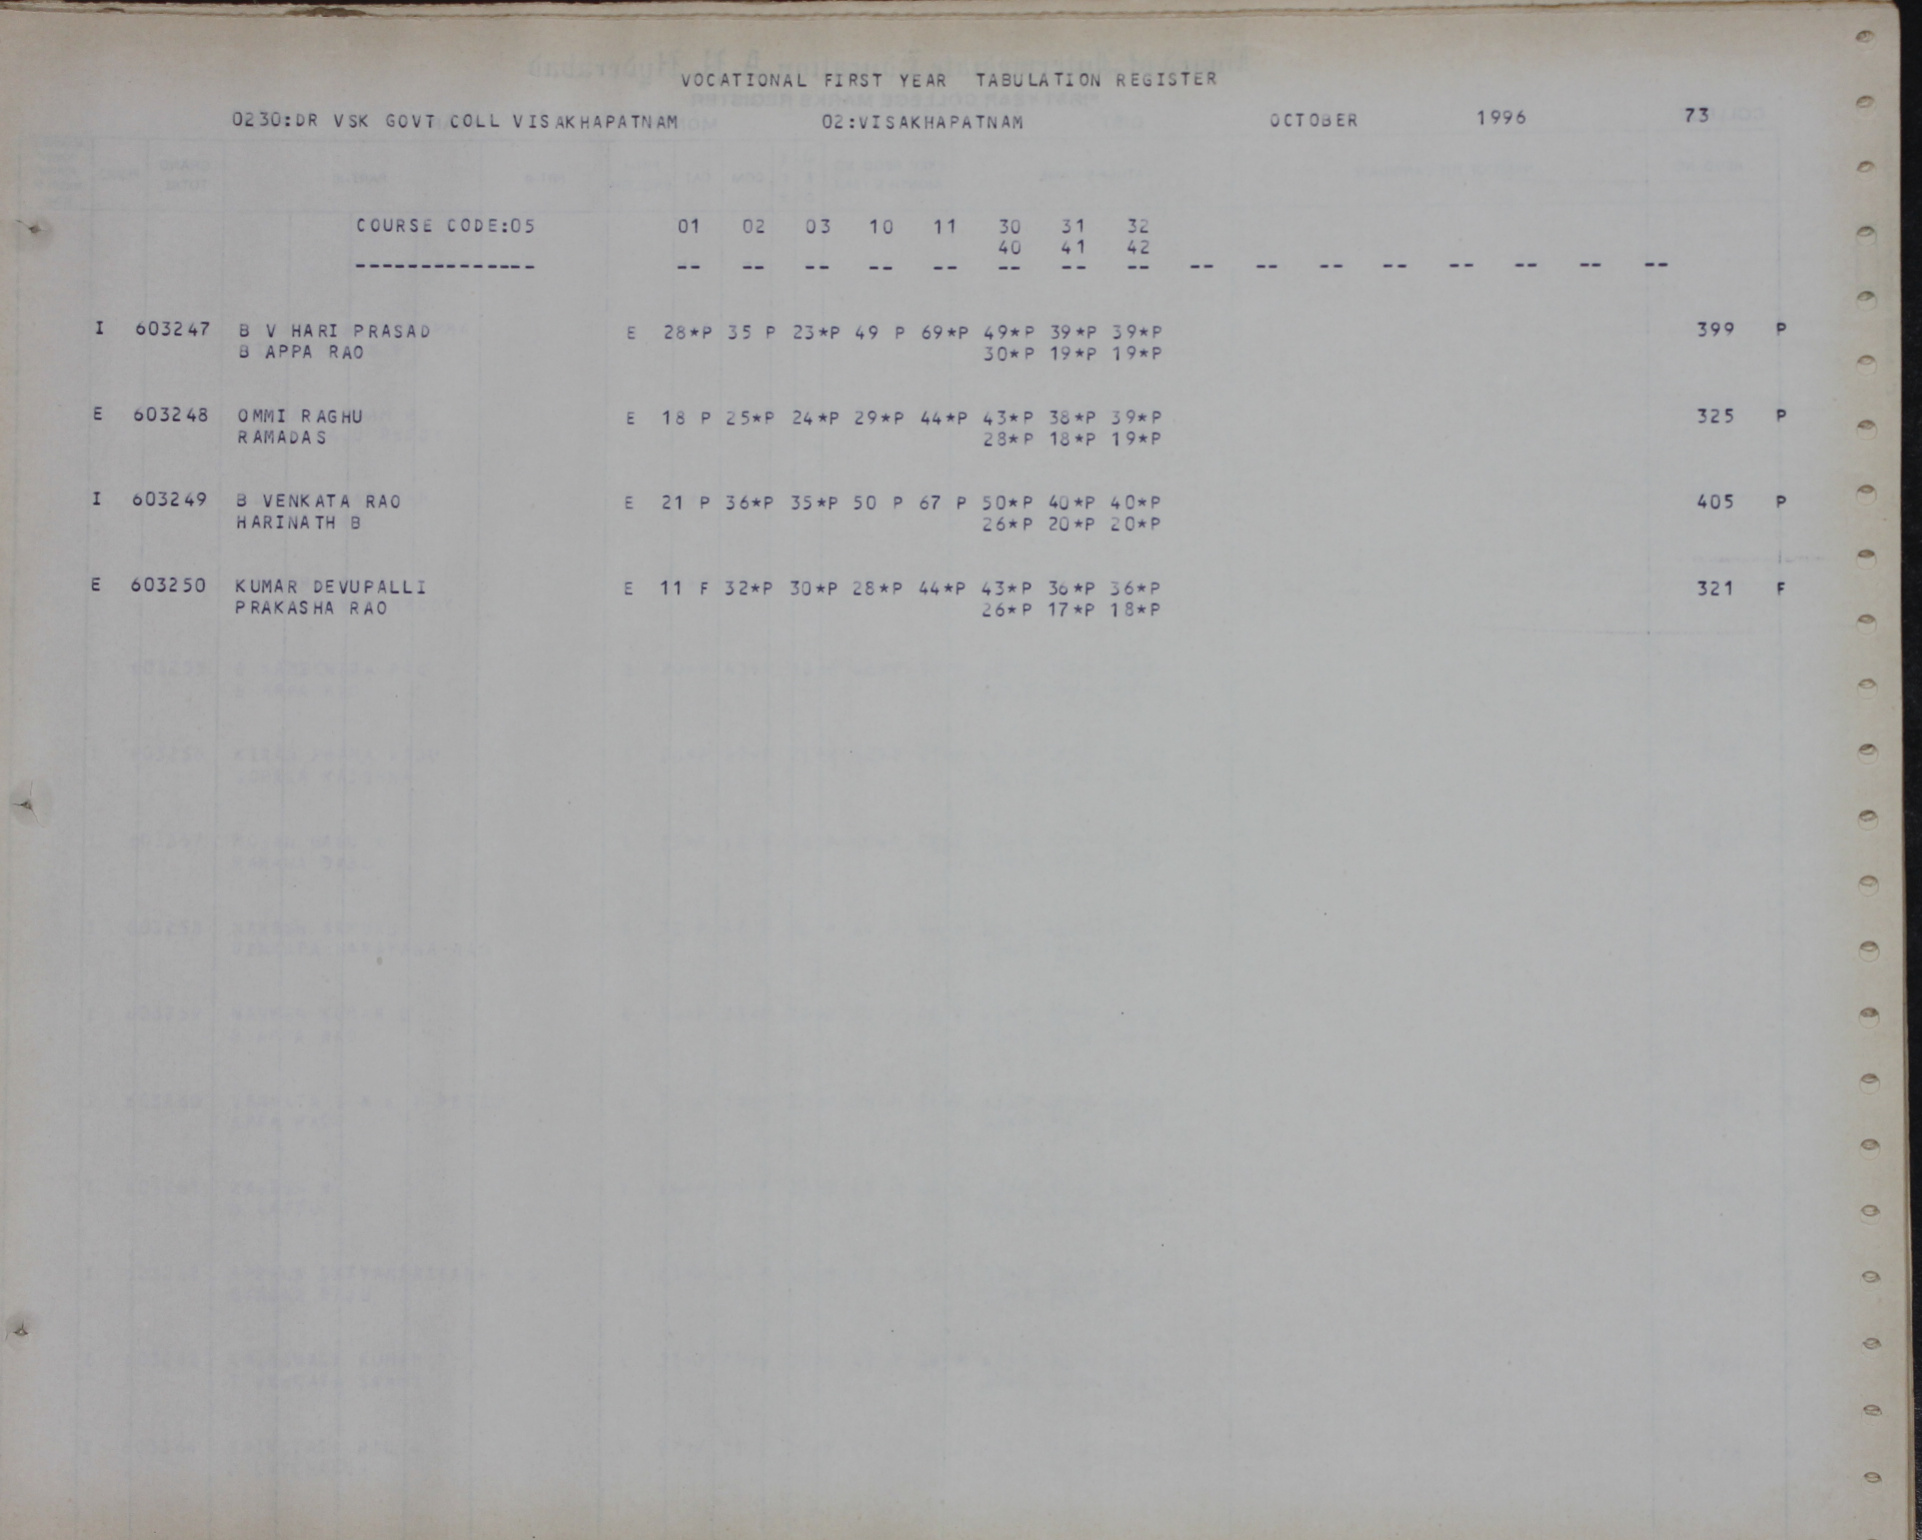 VOCATIONAL FIRST YEAR TABULATION REGISTER
0230:DR VSK GOVT COLL VISAKHAPATNAM 02:VISAKHAPATNAM OCTOBER 1996 73
COURSE CODE:05 01 02 03 10 11 30 31 32
40 41 42
-------------- -- -- -- -- -- -- -- -- -- -- -- -- -- -- -- --
I 603247 B V HARI PRASAD E 28*P 35 P 23*P 49 P 69*P 49*P 39*P 39*P 399 P
B APPA RAO 30*P 19*P 19*P
E 603248 OMMI RAGHU E 18 P 25*P 24*P 29*P 44*P 43*P 38*P 39*P 325 P
RAMADAS 28*P 18*P 19*P
I 603249 B VENKATA RAO E 21 P 36*P 35*P 50 P 67 P 50*P 40*P 40*P 405 P
HARINATH B 26*P 20*P 20*P
E 603250 KUMAR DEVUPALLI E 11 F 32*P 30*P 28*P 44*P 43*P 36*P 36*P 321 F
PRAKASHA RAO 26*P 17*P 18*P